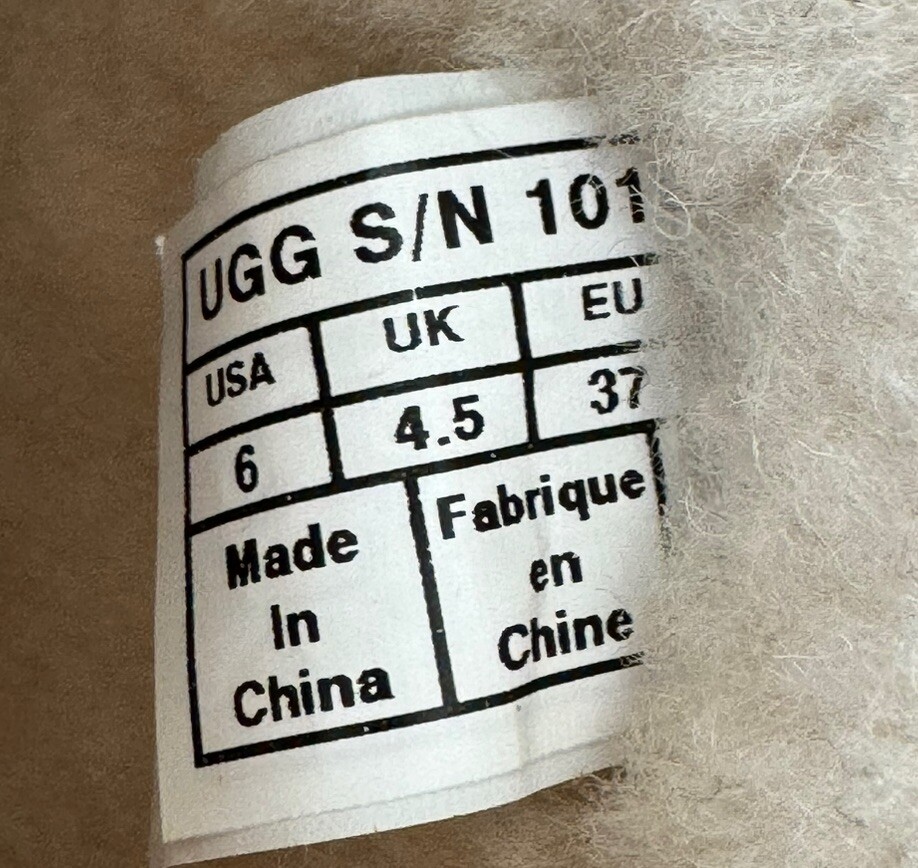 UGG S/N 101
USA UK EU
6 4.5 37
Made
In
China
Fabrique
en
Chine